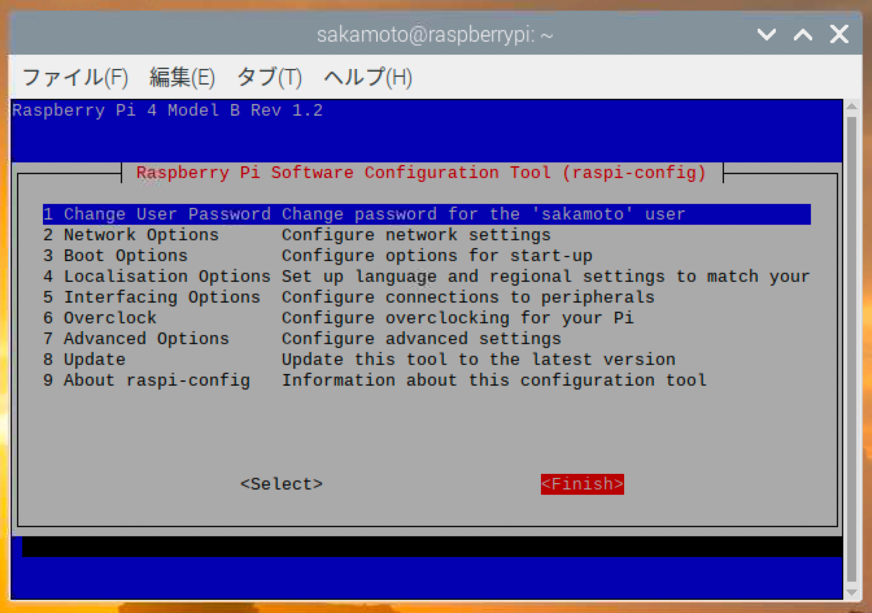 sakamoto@raspberrypi: ~
ファイル(F) 編集(E) タブ(T) ヘルプ(H)
Raspberry Pi 4 Model B Rev 1.2
Raspberry Pi Software Configuration Tool (raspi-config)
1 Change User Password Change password for the 'sakamoto' user
2 Network Options Configure network settings
3 Boot Options Configure options for start-up
4 Localisation Options Set up language and regional settings to match your
5 Interfacing Options Configure connections to peripherals
6 Overclock Configure overclocking for your Pi
7 Advanced Options Configure advanced settings
8 Update Update this tool to the latest version
9 About raspi-config Information about this configuration tool
<Select> <Finish>